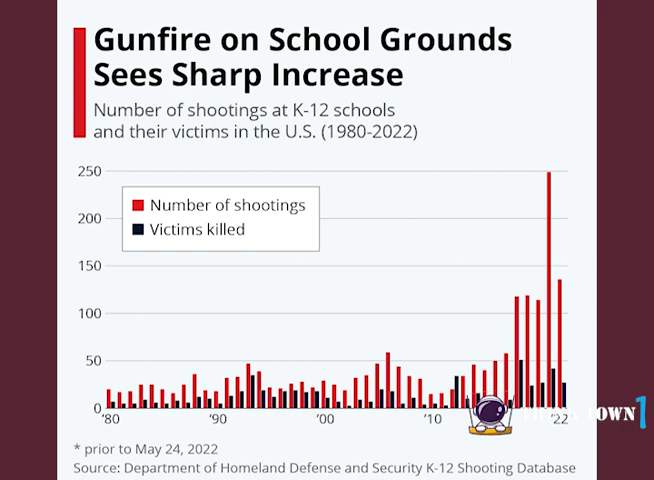 Gunfire on School Grounds
Sees Sharp Increase
Number of shootings at K-12 schools
and their victims in the U.S. (1980-2022)
250
Number of shootings
200
Victims killed
150
100
50
0
'80 '90 '00 '10 '22
TOWN1
* prior to May 24, 2022
Source: Department of Homeland Defense and Security K-12 Shooting Database